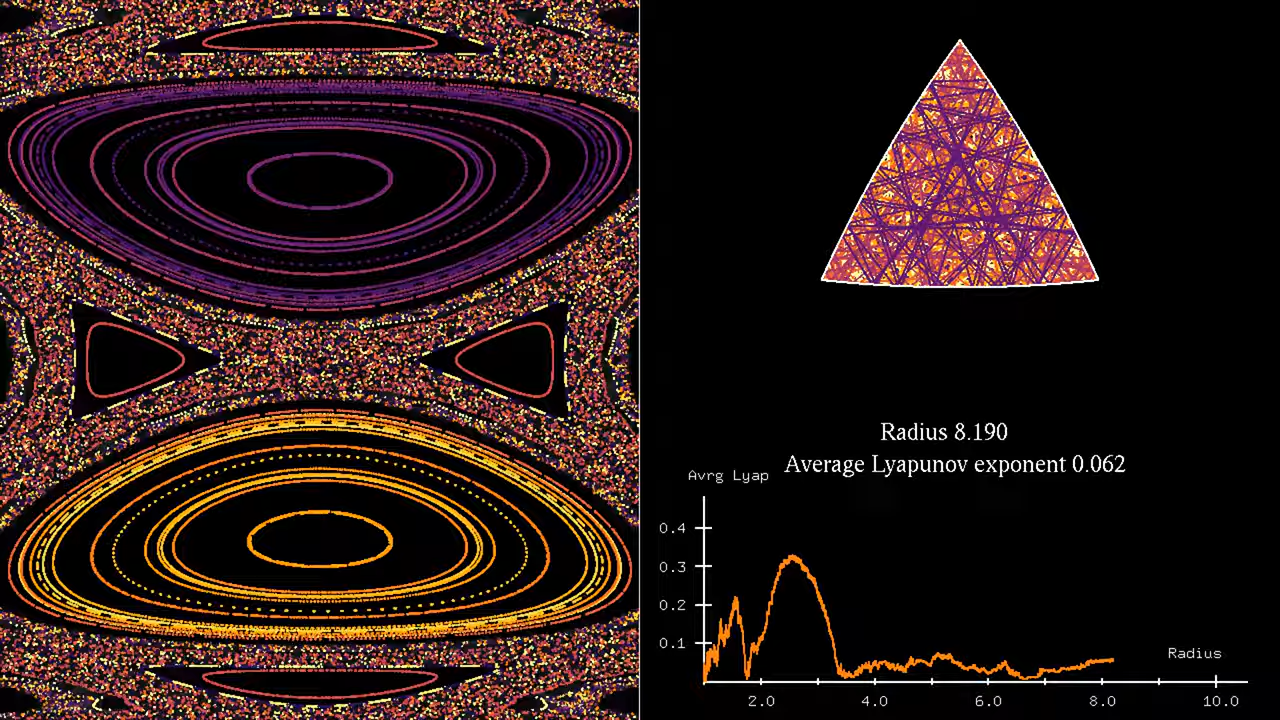 Radius 8.190
Average Lyapunov exponent 0.062
Avrg Lyap
0.4
0.3
0.2
0.1
Radius
2.0 4.0 6.0 8.0 10.0